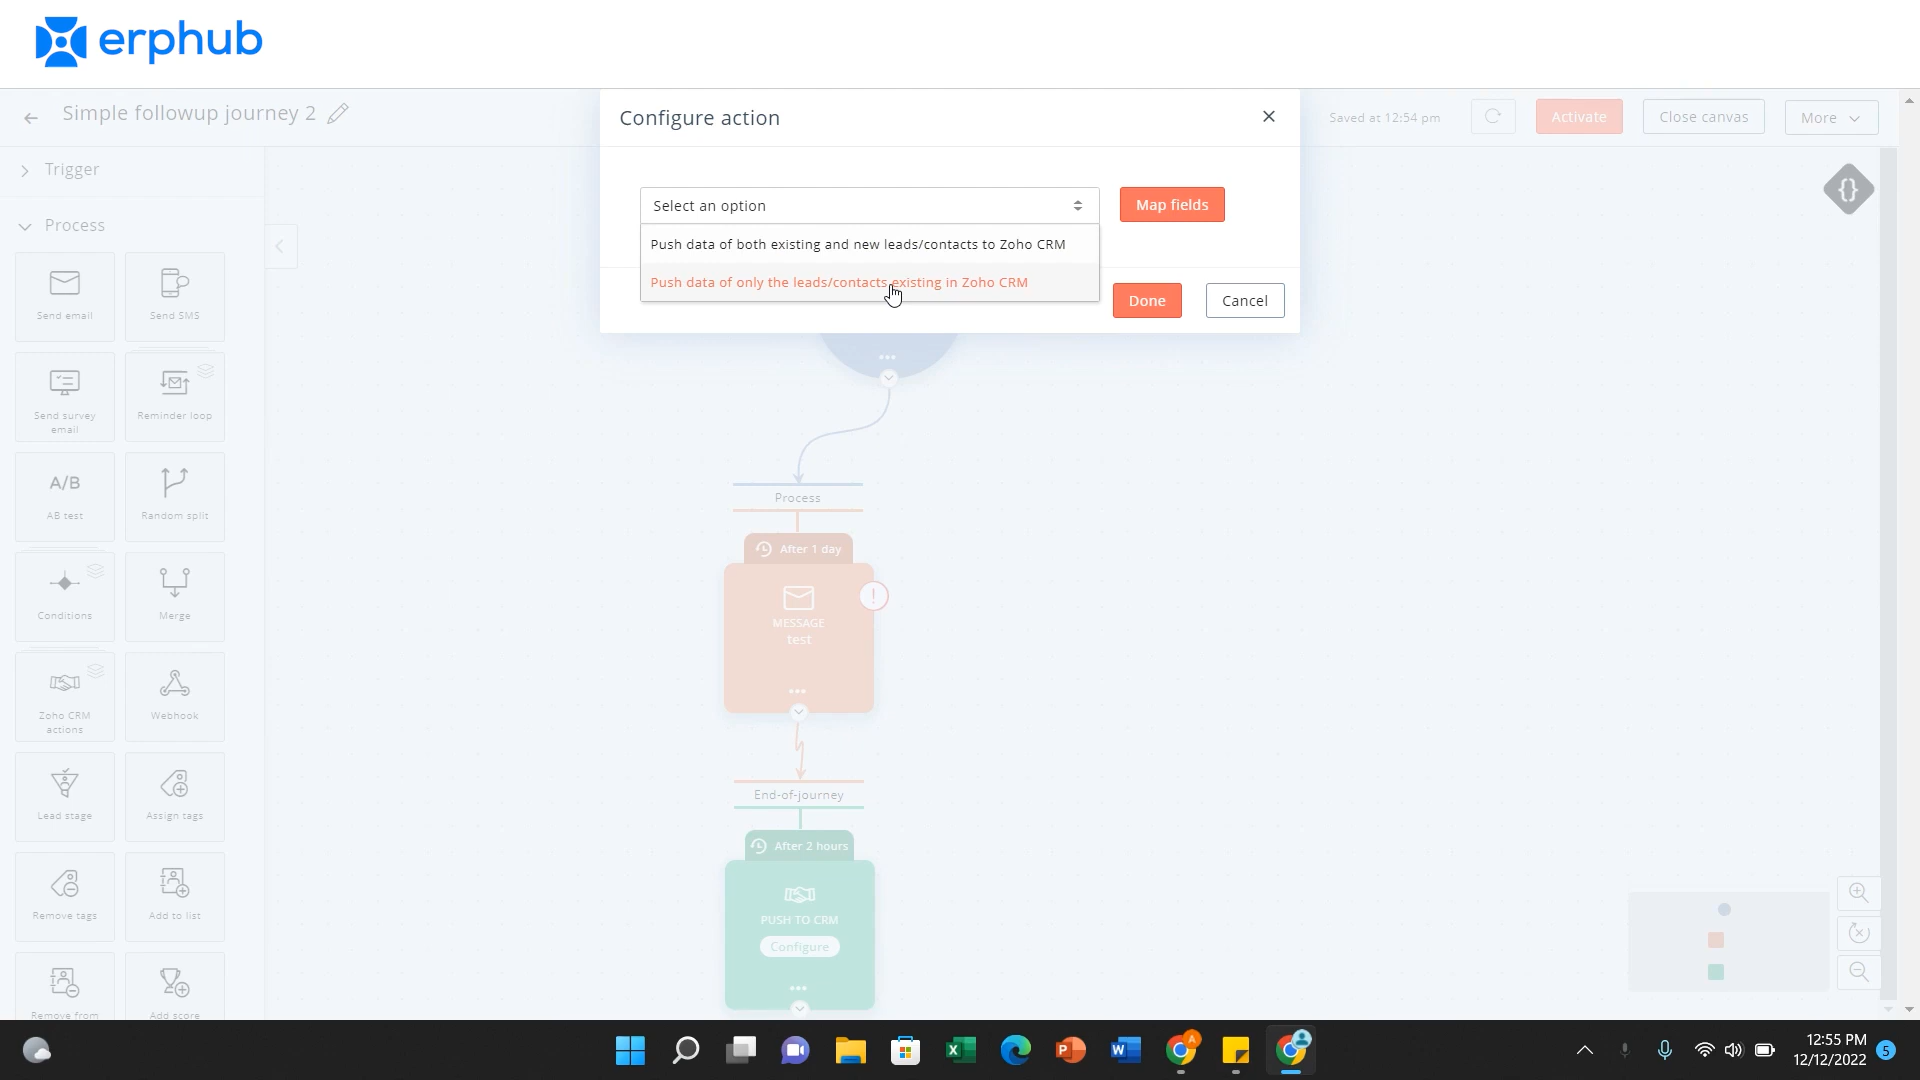 erphub
Simple followup journey 2
Configure action
Saved at 12:54 pm
Activate
Close canvas
More
Trigger
Process
Select an option
Map fields
Push data of both existing and new leads/contacts to Zoho CRM
Push data of only the leads/contacts existing in Zoho CRM
Done
Cancel
{}
Send email
Send SMS
Send survey
email
Reminder loop
A/B
AB test
Random split
Conditions
Merge
Zoho CRM
actions
Webhook
Lead stage
Assign tags
Remove tags
Add to list
Remove from
Add score
Process
After 1 day
MESSAGE
test
!
End-of-journey
After 2 hours
PUSH TO CRM
Configure
12:55 PM
12/12/2022
5